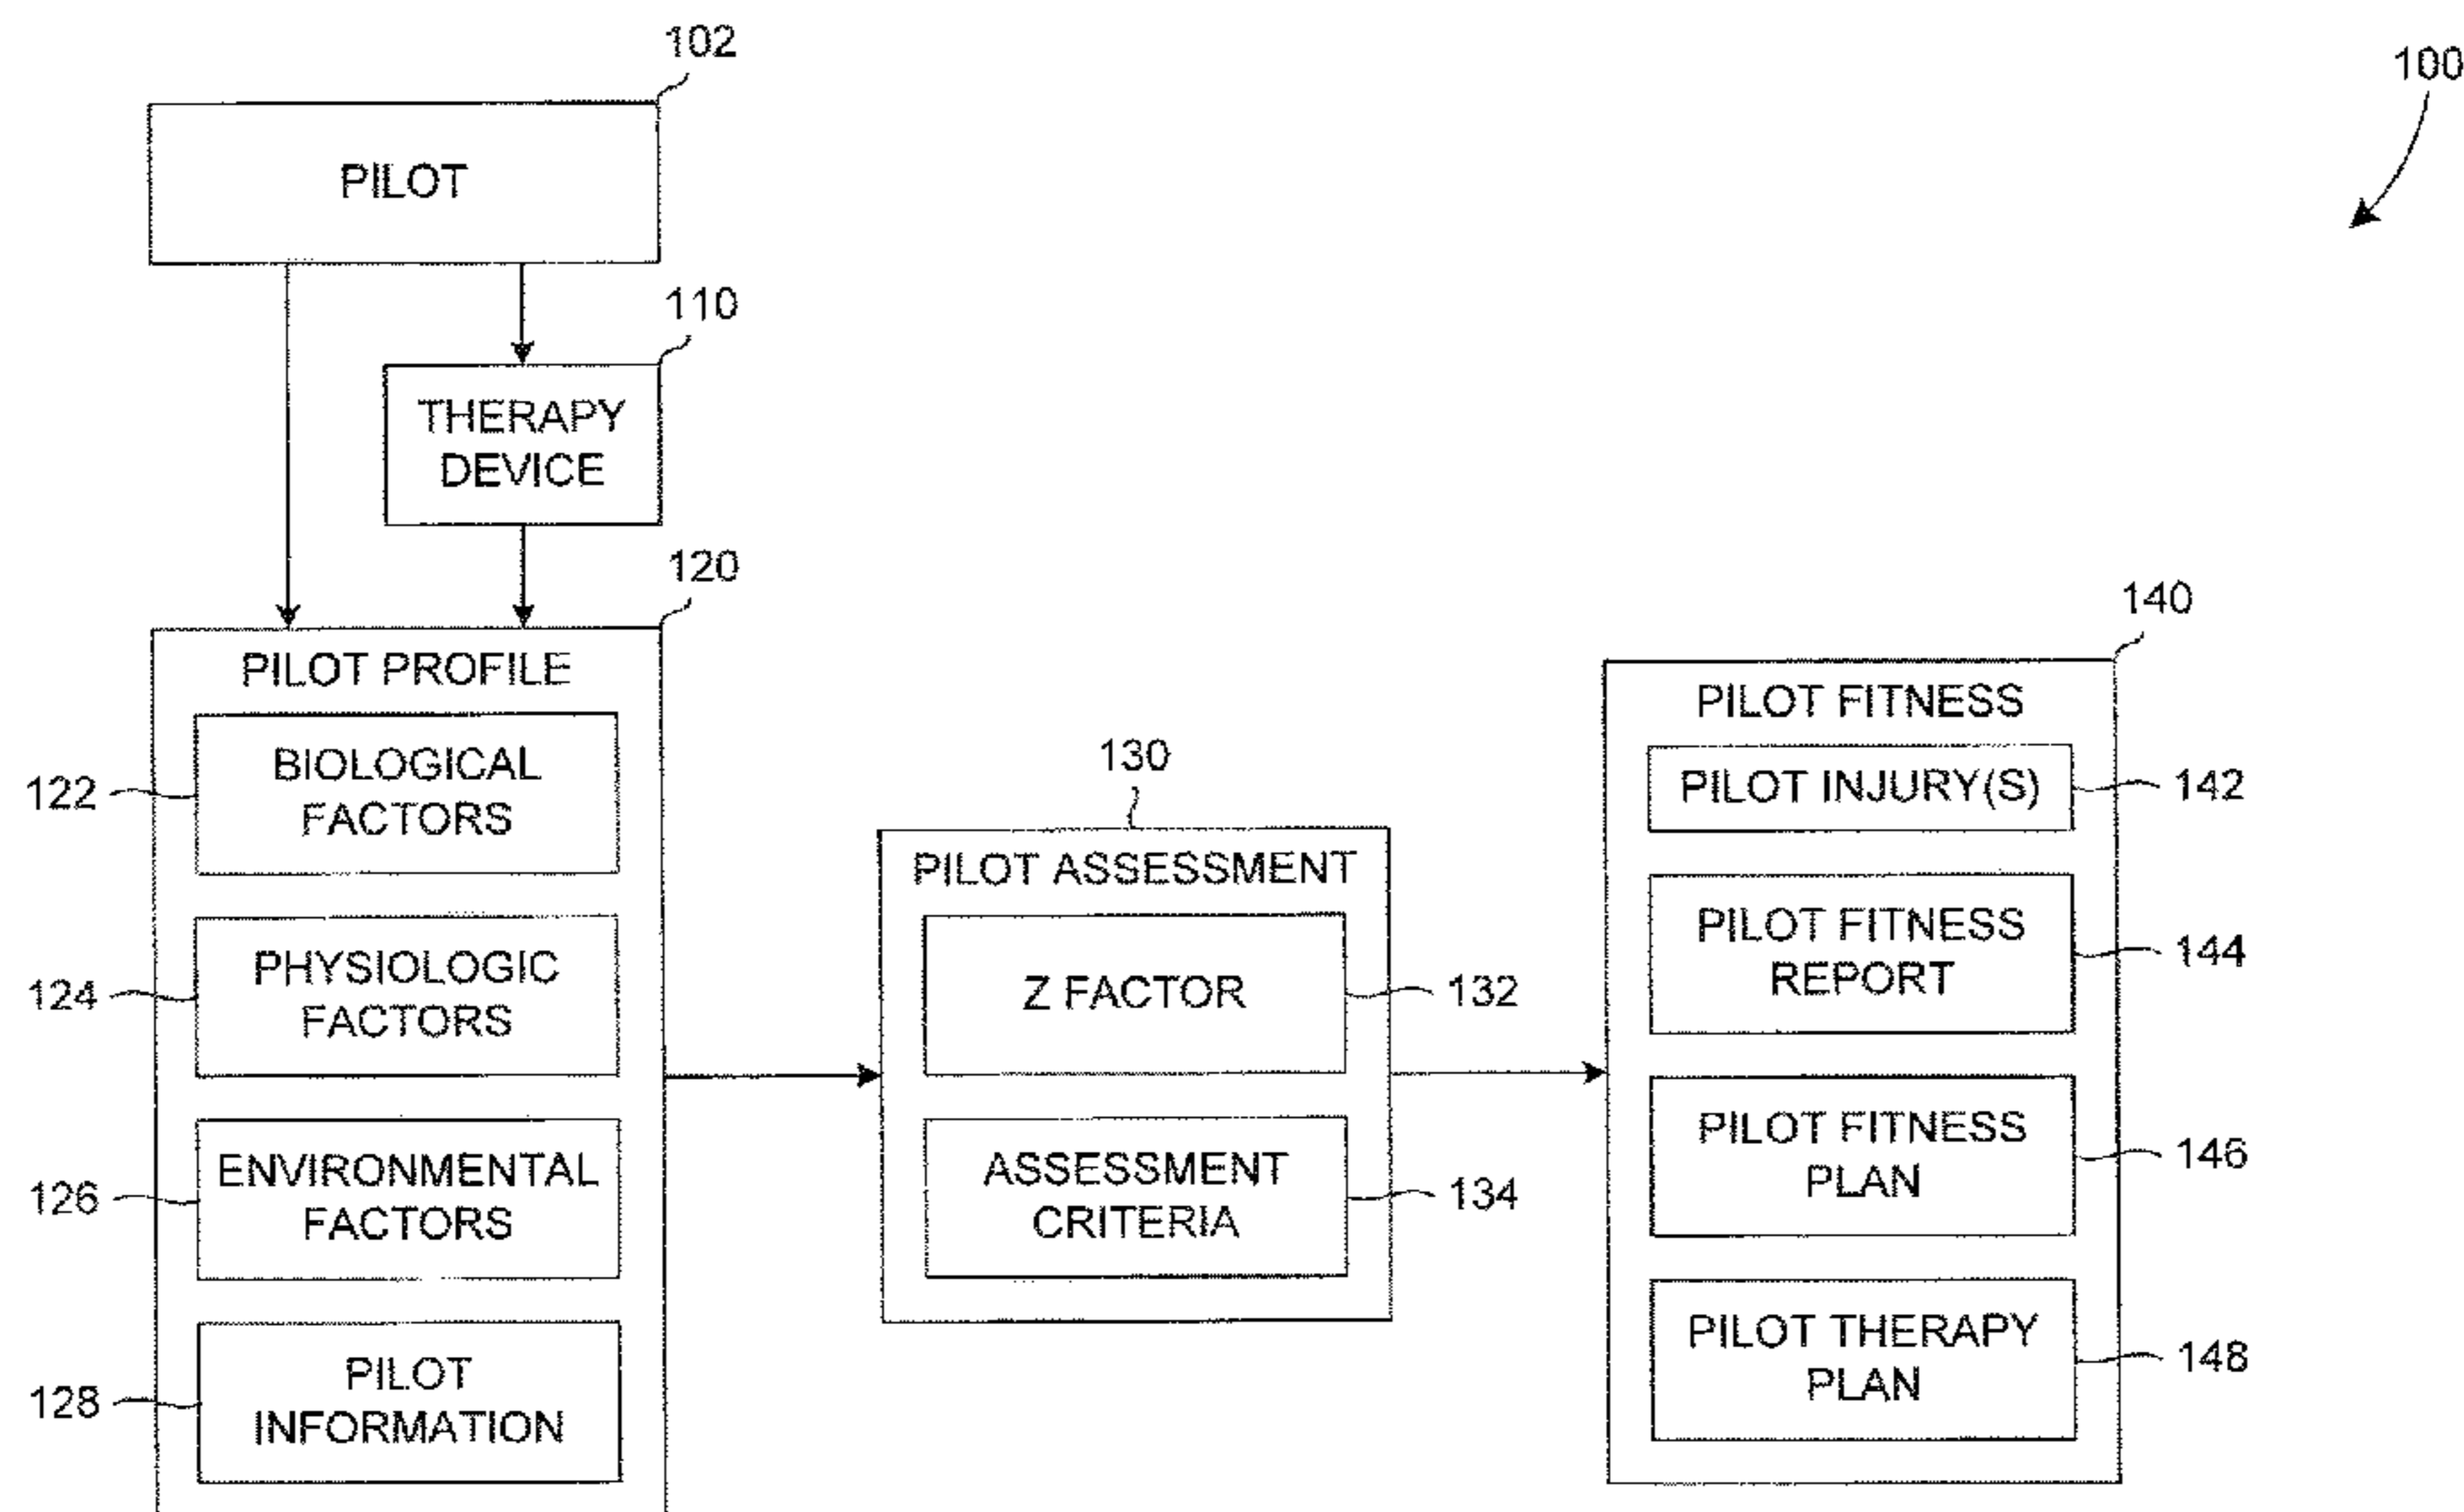 102
100
PILOT
110
THERAPY
DEVICE
120
PILOT PROFILE
122
BIOLOGICAL
FACTORS
124
PHYSIOLOGIC
FACTORS
126
ENVIRONMENTAL
FACTORS
128
PILOT
INFORMATION
130
PILOT ASSESSMENT
Z FACTOR
132
ASSESSMENT
CRITERIA
134
140
PILOT FITNESS
PILOT INJURY(S)
142
PILOT FITNESS
REPORT
144
PILOT FITNESS
PLAN
146
PILOT THERAPY
PLAN
148